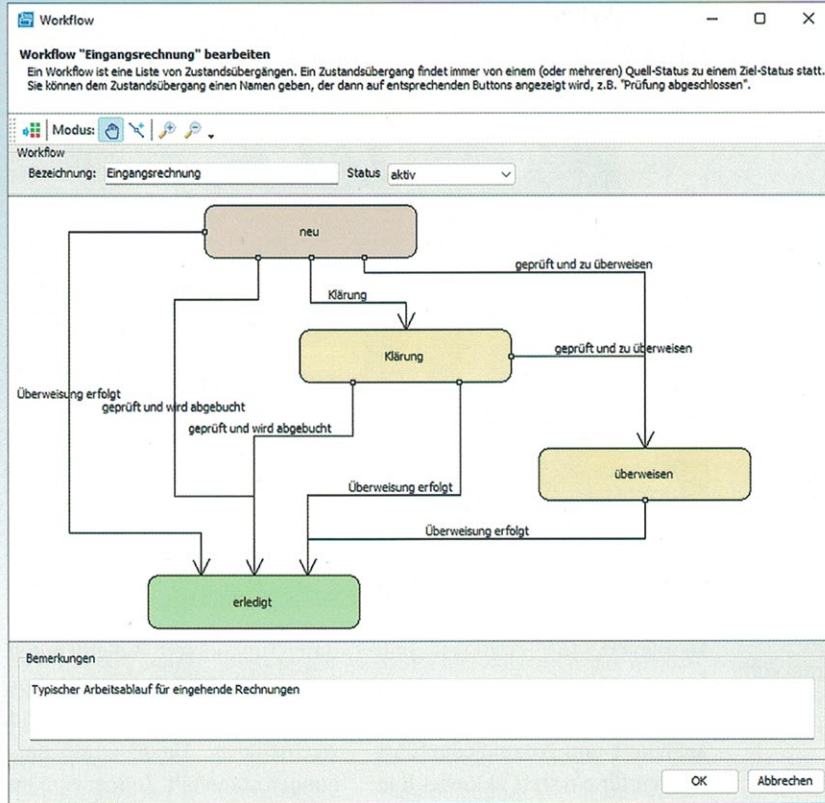 Workflow
Workflow "Eingangsrechnung" bearbeiten
Ein Workflow ist eine Liste von Zustandsübergängen. Ein Zustandsübergang findet immer von einem (oder mehreren) Quell-Status zu einem Ziel-Status statt.
Sie können dem Zustandsübergang einen Namen geben, der dann auf entsprechenden Buttons angezeigt wird, z.B. "Prüfung abgeschlossen".
Modus:
Workflow
Bezeichnung: Eingangsrechnung Status aktiv
neu
geprüft und zu überweisen
Klärung
Klärung
geprüft und zu überweisen
Überweisung erfolgt
geprüft und wird abgebucht
geprüft und wird abgebucht
überweisen
Überweisung erfolgt
Überweisung erfolgt
erledigt
Bemerkungen
Typischer Arbeitsablauf für eingehende Rechnungen
OK Abbrechen